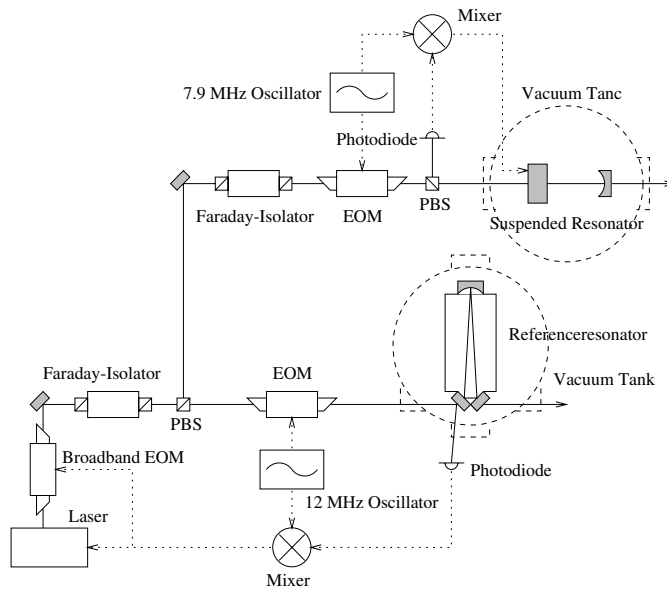 Mixer
7.9 MHz Oscillator
Vacuum Tanc
Photodiode
Faraday-Isolator
EOM
PBS
Suspended Resonator
Referenceresonator
Faraday-Isolator
EOM
Vacuum Tank
PBS
Broadband EOM
Photodiode
12 MHz Oscillator
Laser
Mixer